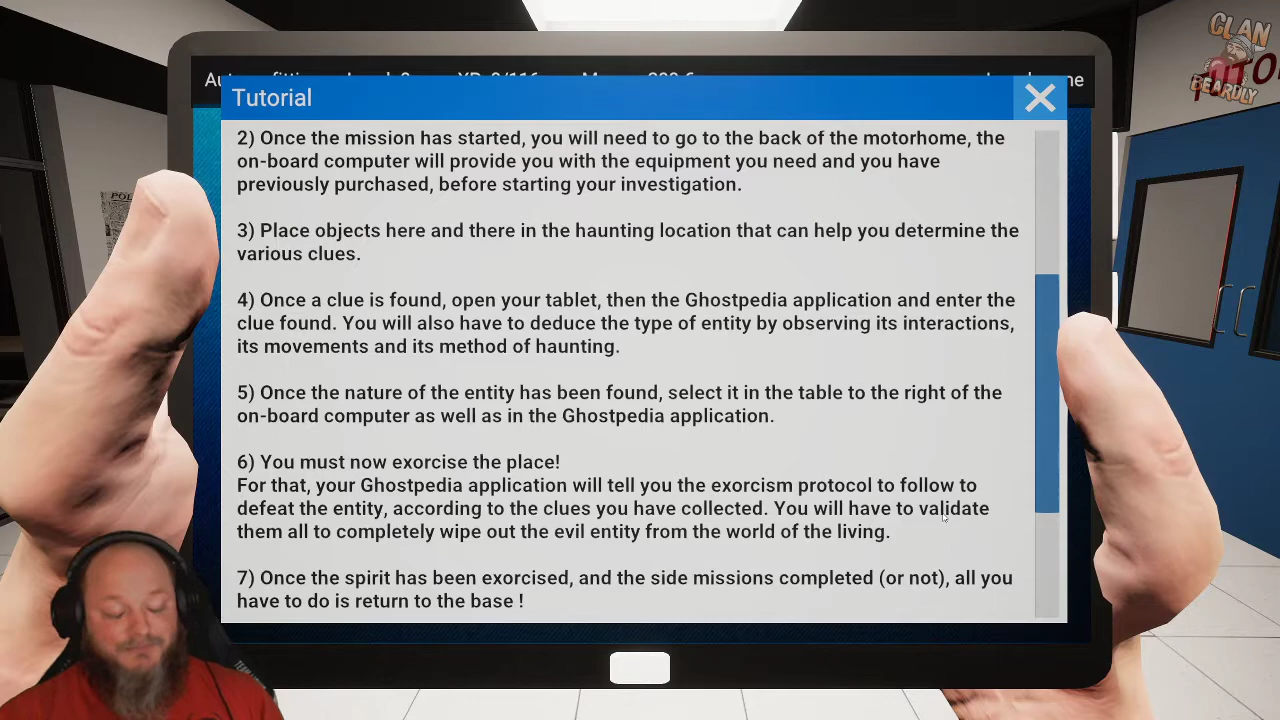 CLAN
BEARDLY
Tutorial
2) Once the mission has started, you will need to go to the back of the motorhome, the
on-board computer will provide you with the equipment you need and you have
previously purchased, before starting your investigation.
3) Place objects here and there in the haunting location that can help you determine the
various clues.
4) Once a clue is found, open your tablet, then the Ghostpedia application and enter the
clue found. You will also have to deduce the type of entity by observing its interactions,
its movements and its method of haunting.
5) Once the nature of the entity has been found, select it in the table to the right of the
on-board computer as well as in the Ghostpedia application.
6) You must now exorcise the place!
For that, your Ghostpedia application will tell you the exorcism protocol to follow to
defeat the entity, according to the clues you have collected. You will have to validate
them all to completely wipe out the evil entity from the world of the living.
7) Once the spirit has been exorcised, and the side missions completed (or not), all you
have to do is return to the base !